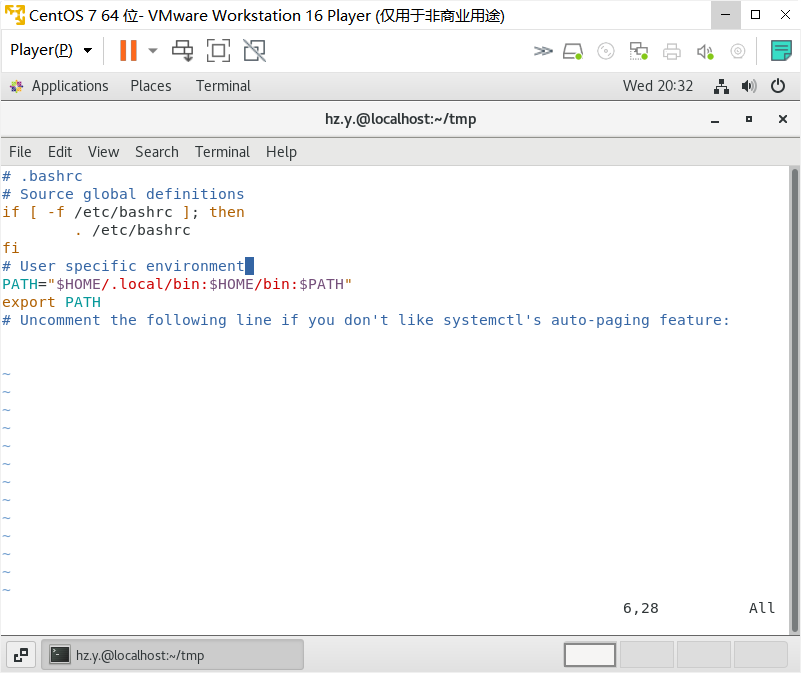 CentOS 7 64 位- VMware Workstation 16 Player (仅用于非商业用途)
Player(P)
Applications Places Terminal Wed 20:32
hz.y.@localhost:~/tmp
File Edit View Search Terminal Help
# .bashrc
# Source global definitions
if [ -f /etc/bashrc ]; then
        . /etc/bashrc
fi
# User specific environment
PATH="$HOME/.local/bin:$HOME/bin:$PATH"
export PATH
# Uncomment the following line if you don't like systemctl's auto-paging feature:
~
~
~
~
~
~
~
~
~
~
~
~
~
6,28 All
hz.y.@localhost:~/tmp